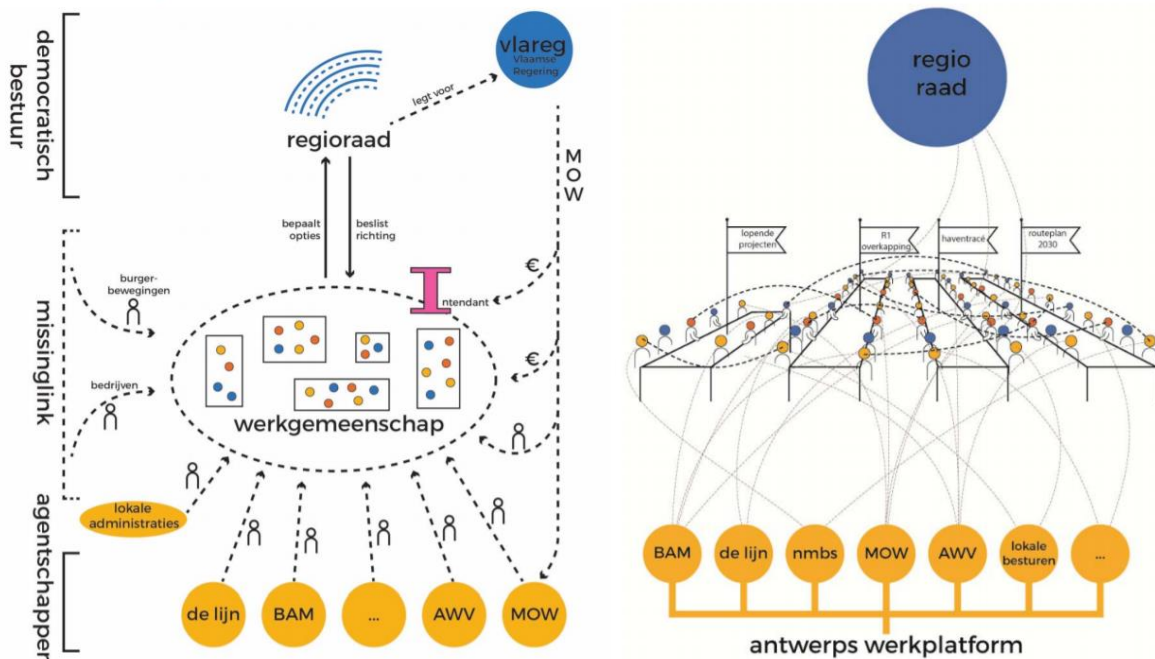 democratisch
bestuur
vlareg
Vlaamse
Regering
legt voor
regioraad
MOW
bepaalt
opties
beslist
richting
€
burger-
bewegingen
Intendant
missinglink
€
bedrijven
werkgemeenschap
lokale
administraties
agentschappen
de lijn
BAM
...
AWV
MOW
regio
raad
lopende
projecten
R1
overkapping
haventracé
routeplan
2030
BAM
de lijn
nmbs
MOW
AWV
lokale
besturen
...
antwerps werkplatform